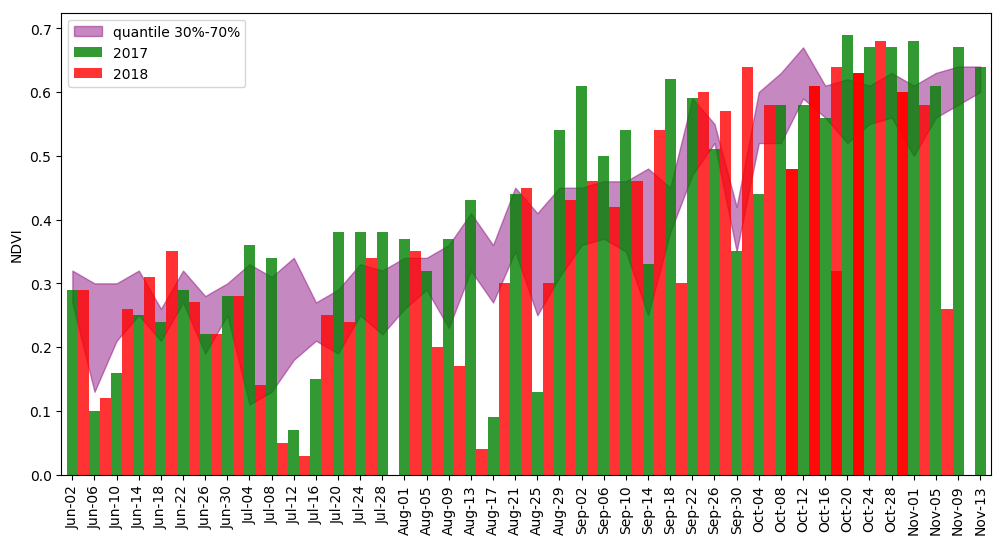 quantile 30%-70%
2017
2018
NDVI
0.7
0.6
0.5
0.4
0.3
0.2
0.1
0.0
Jun-02
Jun-06
Jun-10
Jun-14
Jun-18
Jun-22
Jun-26
Jun-30
Jul-04
Jul-08
Jul-12
Jul-16
Jul-20
Jul-24
Jul-28
Aug-01
Aug-05
Aug-09
Aug-13
Aug-17
Aug-21
Aug-25
Aug-29
Sep-02
Sep-06
Sep-10
Sep-14
Sep-18
Sep-22
Sep-26
Sep-30
Oct-04
Oct-08
Oct-12
Oct-16
Oct-20
Oct-24
Oct-28
Nov-01
Nov-05
Nov-09
Nov-13